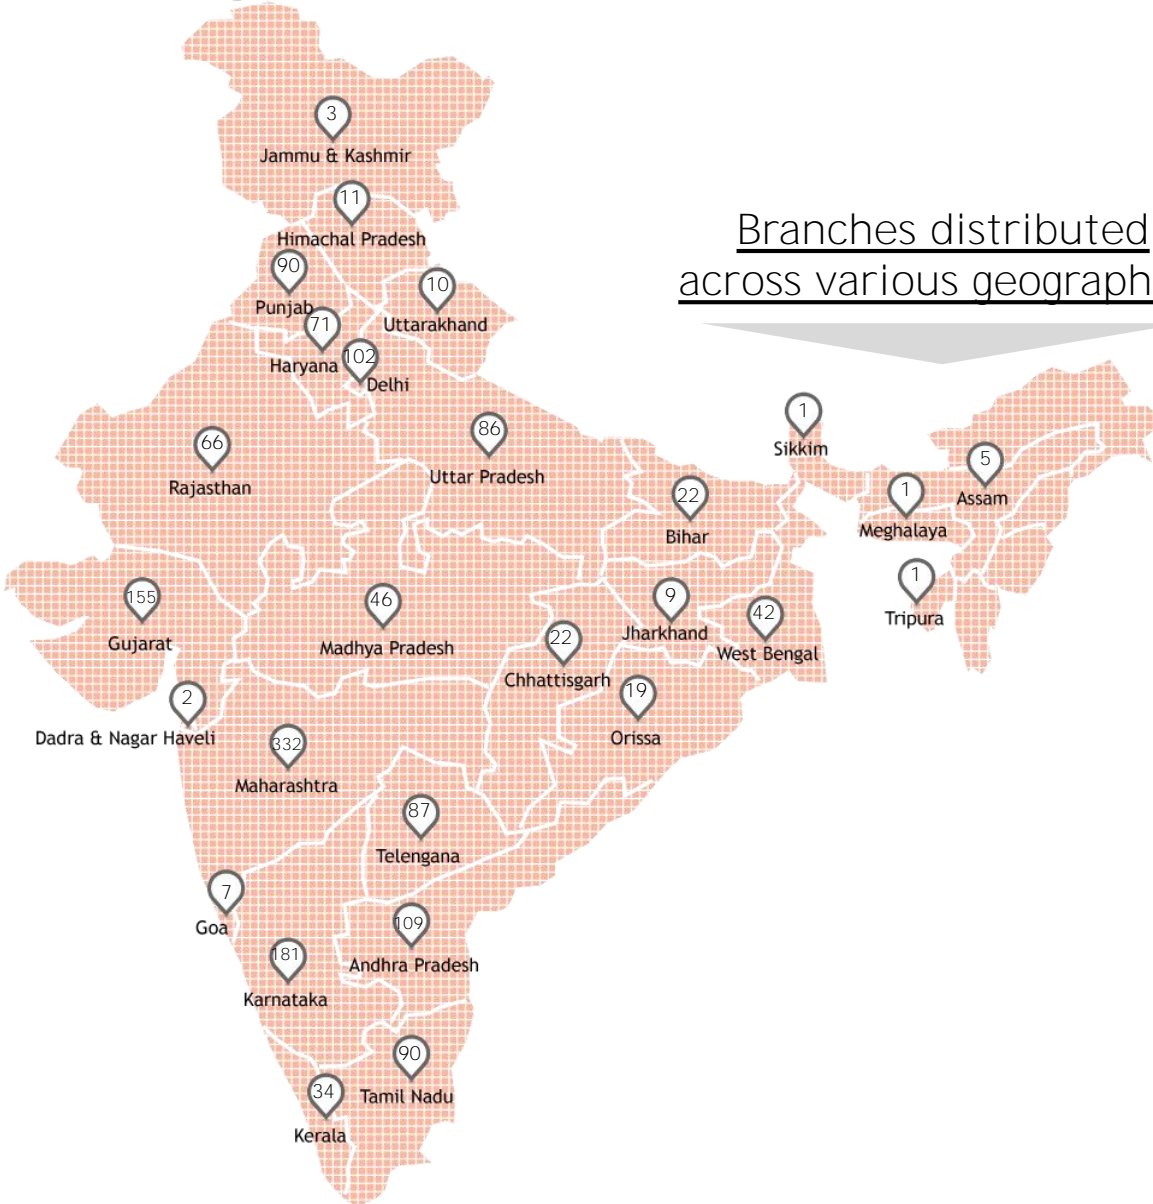 3
Jammu & Kashmir
11
Himachal Pradesh
Branches distributed
across various geograph
90
Punjab
10
Uttarakhand
71
Haryana
102
Delhi
1
Sikkim
66
Rajasthan
86
Uttar Pradesh
5
Assam
22
Bihar
1
Meghalaya
155
Gujarat
46
Madhya Pradesh
9
Jharkhand
1
Tripura
42
West Bengal
22
Chhattisgarh
2
Dadra & Nagar Haveli
19
Orissa
332
Maharashtra
87
Telengana
7
Goa
109
Andhra Pradesh
181
Karnataka
90
Tamil Nadu
34
Kerala